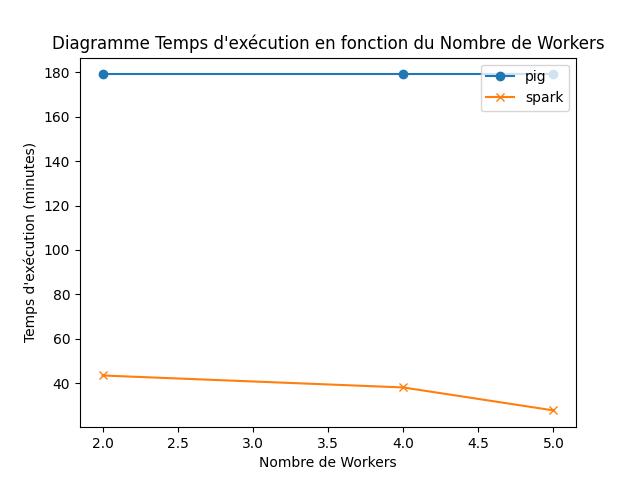 Diagramme Temps d'exécution en fonction du Nombre de Workers
Temps d'exécution (minutes)
180
160
140
120
100
80
60
40
pig
spark
2.0 2.5 3.0 3.5 4.0 4.5 5.0
Nombre de Workers